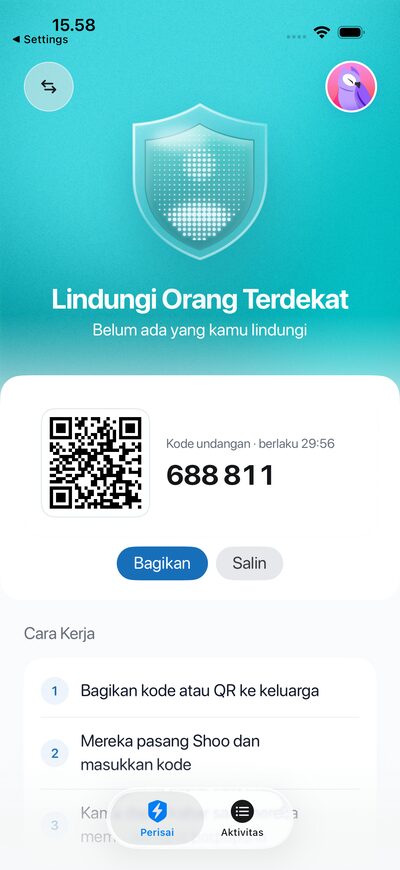 15.58
◀ Settings
Lindungi Orang Terdekat
Belum ada yang kamu lindungi
Kode undangan · berlaku 29:56
688 811
Bagikan
Salin
Cara Kerja
1 Bagikan kode atau QR ke keluarga
2 Mereka pasang Shoo dan
masukkan kode
3
Perisai
Aktivitas